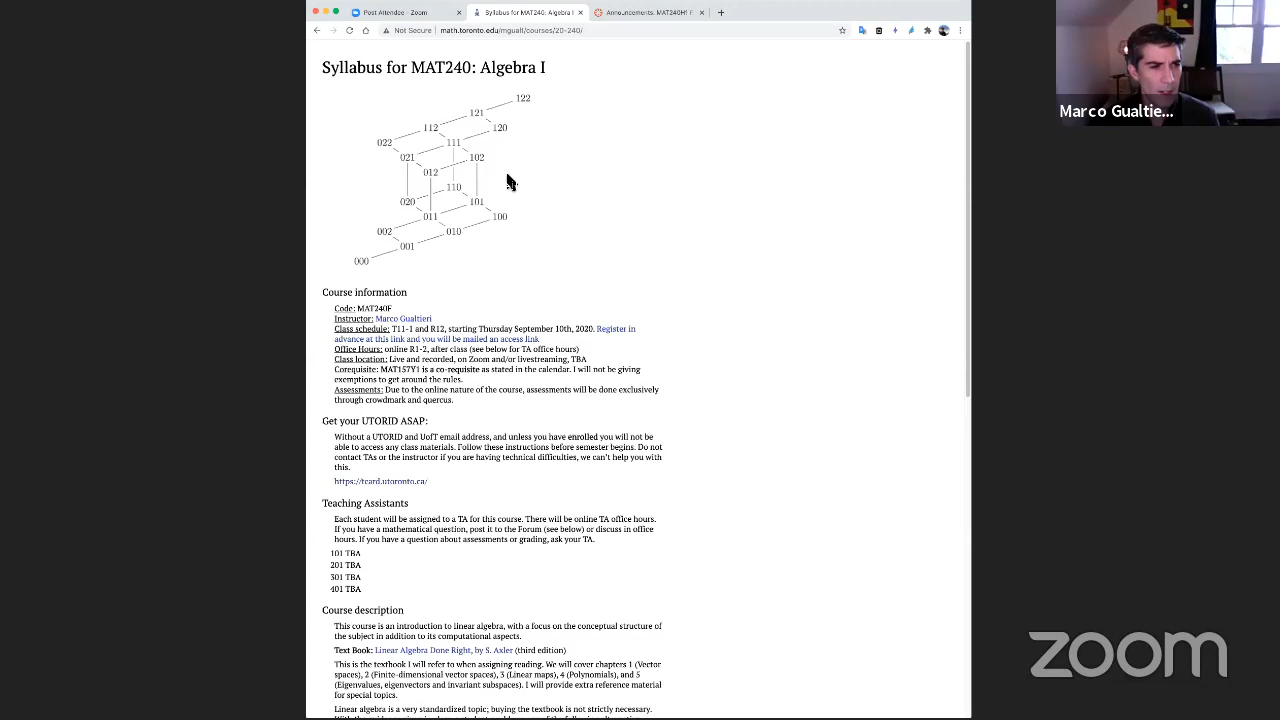 Post Attendee - Zoom
Syllabus for MAT240: Algebra I
Announcements: MAT240H1 F
Not Secure
math.toronto.edu/mgualt/courses/20-240/
Syllabus for MAT240: Algebra I
122
121
112
120
022
111
021
102
012
110
020
101
011
100
002
010
001
000
Course information
Code: MAT240F
Instructor: Marco Gualtieri
Class schedule: T11-1 and R12, starting Thursday September 10th, 2020. Register in
advance at this link and you will be mailed an access link
Office Hours: online R1-2, after class (see below for TA office hours)
Class location: Live and recorded, on Zoom and/or livestreaming, TBA
Corequisite: MAT157Y1 is a co-requisite as stated in the calendar. I will not be giving
exemptions to get around the rules.
Assessments: Due to the online nature of the course, assessments will be done exclusively
through crowdmark and quercus.
Get your UTORID ASAP:
Without a UTORID and UofT email address, and unless you have enrolled you will not be
able to access any class materials. Follow these instructions before semester begins. Do not
contact TAs or the instructor if you are having technical difficulties, we can't help you with
this.
https://tcard.utoronto.ca/
Teaching Assistants
Each student will be assigned to a TA for this course. There will be online TA office hours.
If you have a mathematical question, post it to the Forum (see below) or discuss in office
hours. If you have a question about assessments or grading, ask your TA.
101 TBA
201 TBA
301 TBA
401 TBA
Course description
This course is an introduction to linear algebra, with a focus on the conceptual structure of
the subject in addition to its computational aspects.
Text Book: Linear Algebra Done Right, by S. Axler (third edition)
This is the textbook I will refer to when assigning reading. We will cover chapters 1 (Vector
spaces), 2 (Finite-dimensional vector spaces), 3 (Linear maps), 4 (Polynomials), and 5
(Eigenvalues, eigenvectors and invariant subspaces). I will provide extra reference material
for special topics.
Linear algebra is a very standardized topic; buying the textbook is not strictly necessary.
Marco Gualtie...
zoom